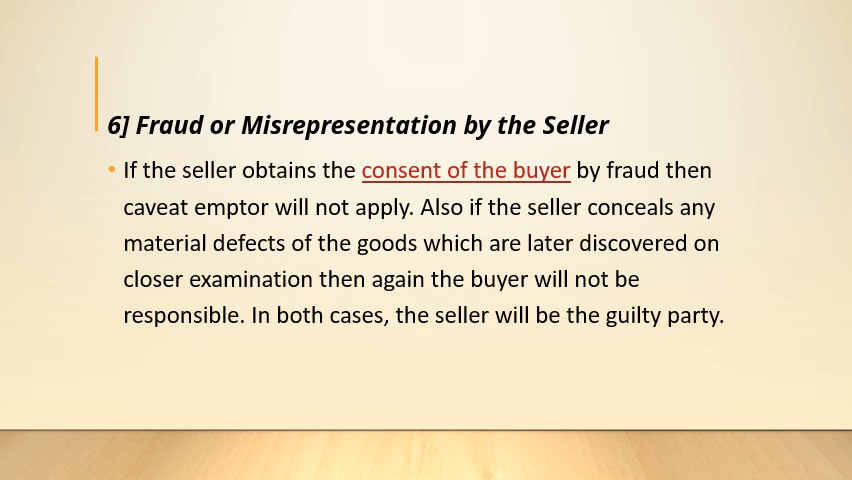 6] Fraud or Misrepresentation by the Seller
• If the seller obtains the consent of the buyer by fraud then
caveat emptor will not apply. Also if the seller conceals any
material defects of the goods which are later discovered on
closer examination then again the buyer will not be
responsible. In both cases, the seller will be the guilty party.